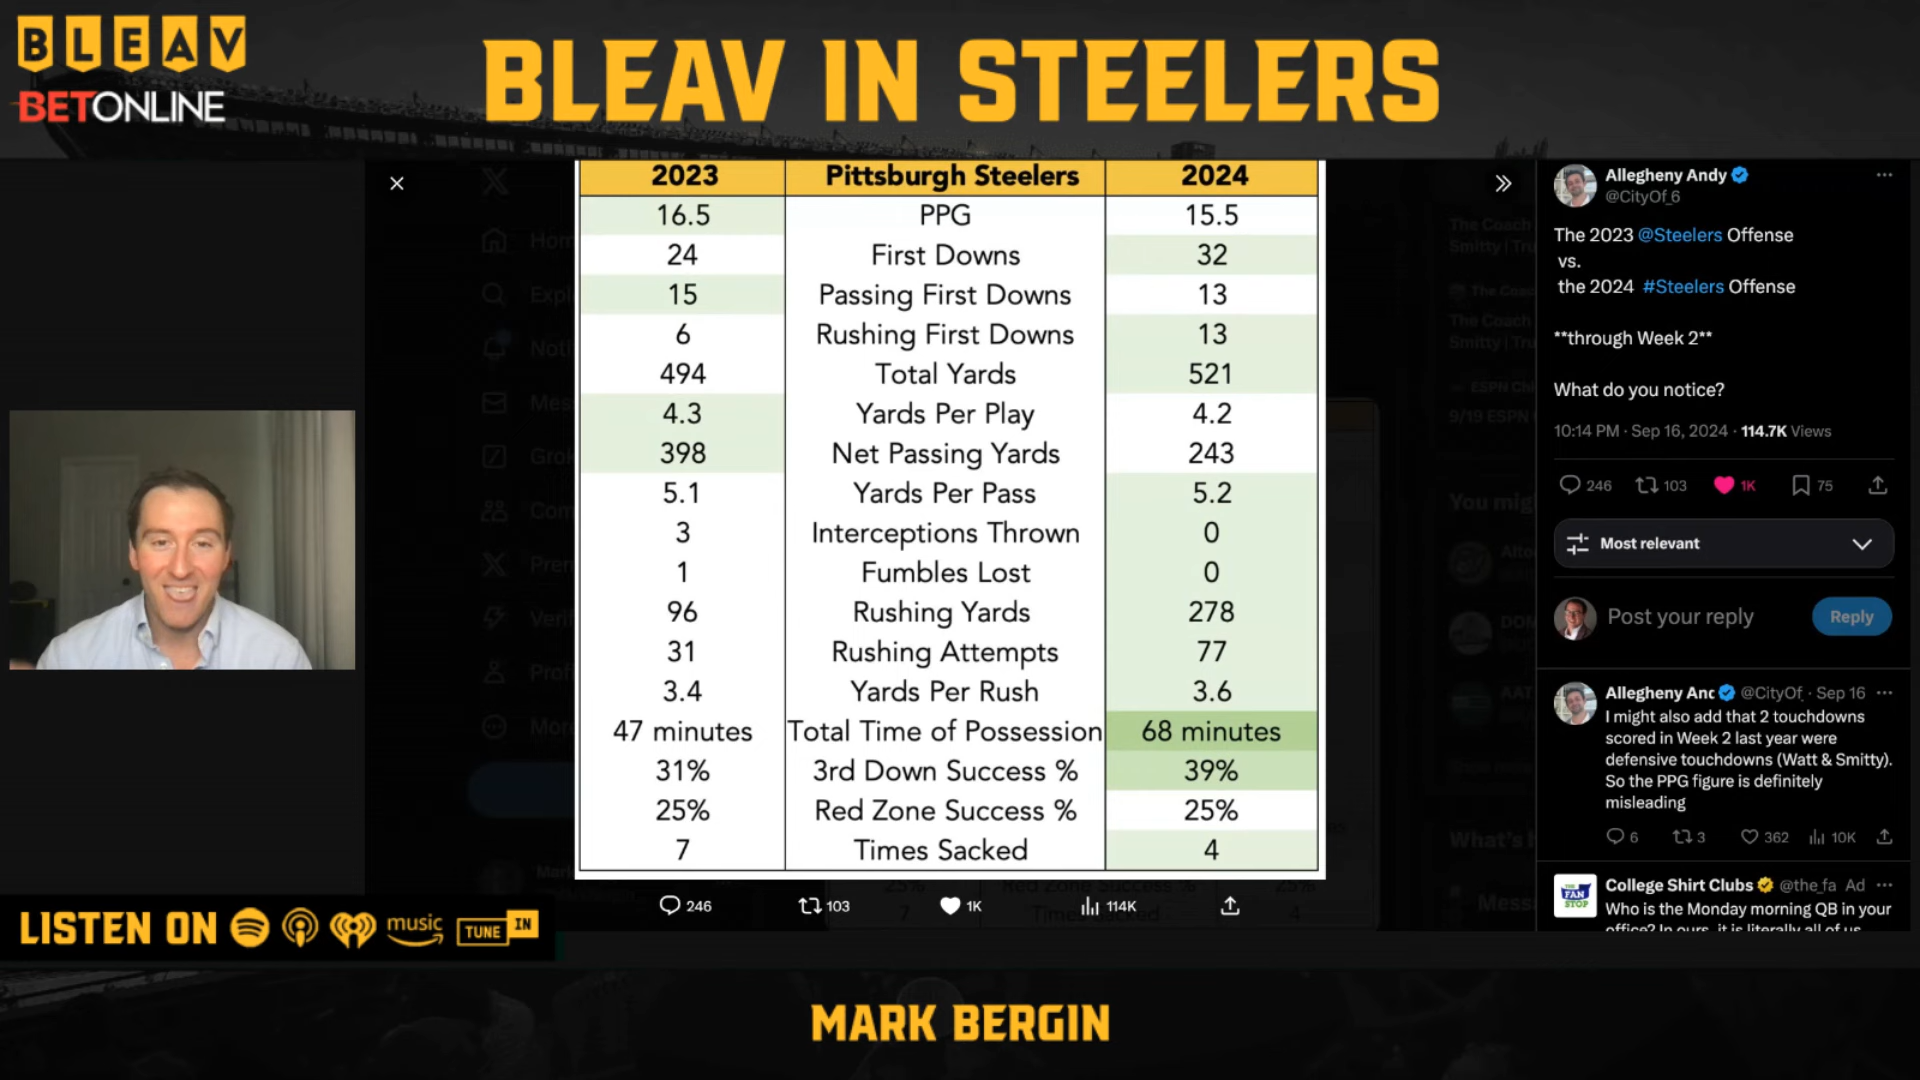 BLEAV
BETONLINE
BLEAV IN STEELERS
2023 Pittsburgh Steelers 2024
16.5 PPG 15.5
24 First Downs 32
15 Passing First Downs 13
6 Rushing First Downs 13
494 Total Yards 521
4.3 Yards Per Play 4.2
398 Net Passing Yards 243
5.1 Yards Per Pass 5.2
3 Interceptions Thrown 0
1 Fumbles Lost 0
96 Rushing Yards 278
31 Rushing Attempts 77
3.4 Yards Per Rush 3.6
47 minutes Total Time of Possession 68 minutes
31% 3rd Down Success % 39%
25% Red Zone Success % 25%
7 Times Sacked 4
246 103 1K 114K
Allegheny Andy
@CityOf_6
The 2023 @Steelers Offense
vs.
the 2024 #Steelers Offense
**through Week 2**
What do you notice?
10:14 PM · Sep 16, 2024 · 114.7K Views
246 103 1K 75
Most relevant
Post your reply Reply
Allegheny Anc @CityOf_ · Sep 16
I might also add that 2 touchdowns
scored in Week 2 last year were
defensive touchdowns (Watt & Smitty).
So the PPG figure is definitely
misleading
6 3 362 10K
College Shirt Clubs @the_fa Ad
Who is the Monday morning QB in your
office? In ours, it is literally all of us
LISTEN ON music TUNE IN
MARK BERGIN